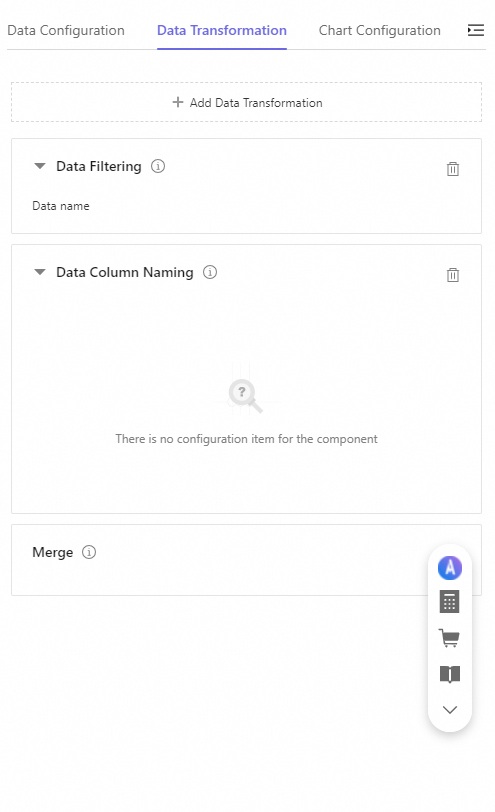 Data Configuration
Data Transformation
Chart Configuration
+ Add Data Transformation
Data Filtering
Data name
Data Column Naming
There is no configuration item for the component
Merge